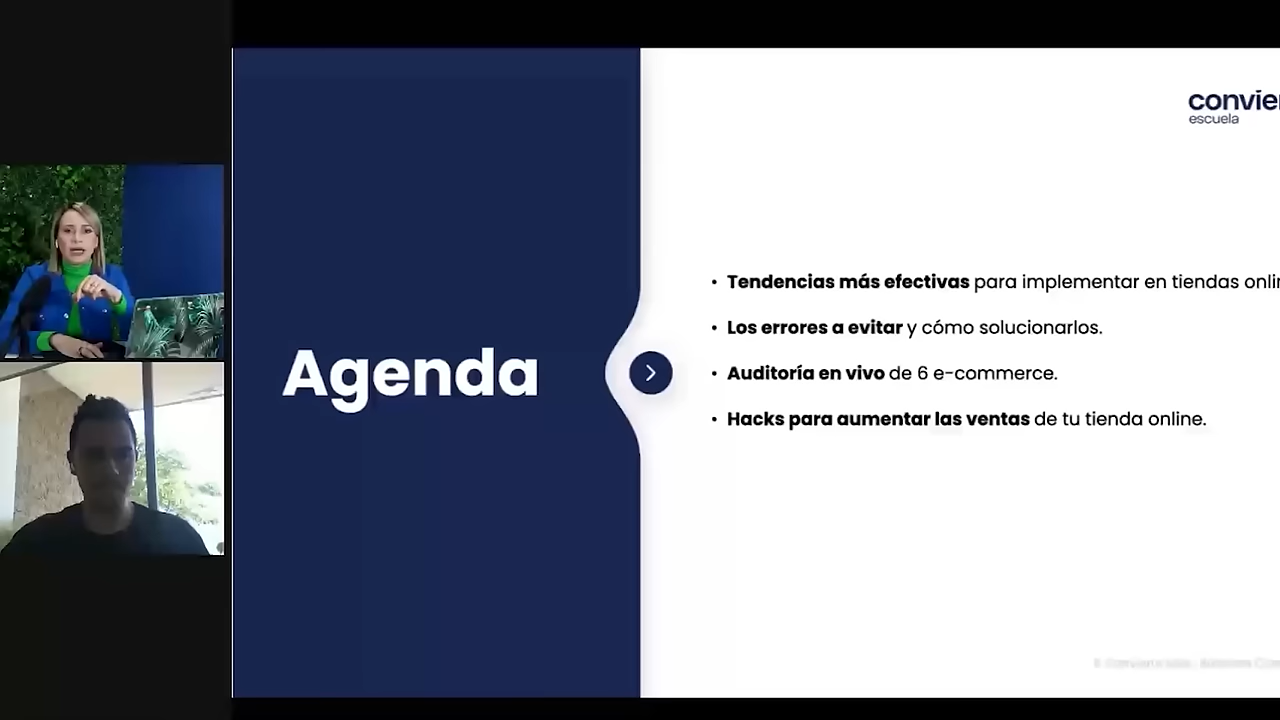 convier
escuela
Agenda
• Tendencias más efectivas para implementar en tiendas onlin
• Los errores a evitar y cómo solucionarlos.
• Auditoría en vivo de 6 e-commerce.
• Hacks para aumentar las ventas de tu tienda online.